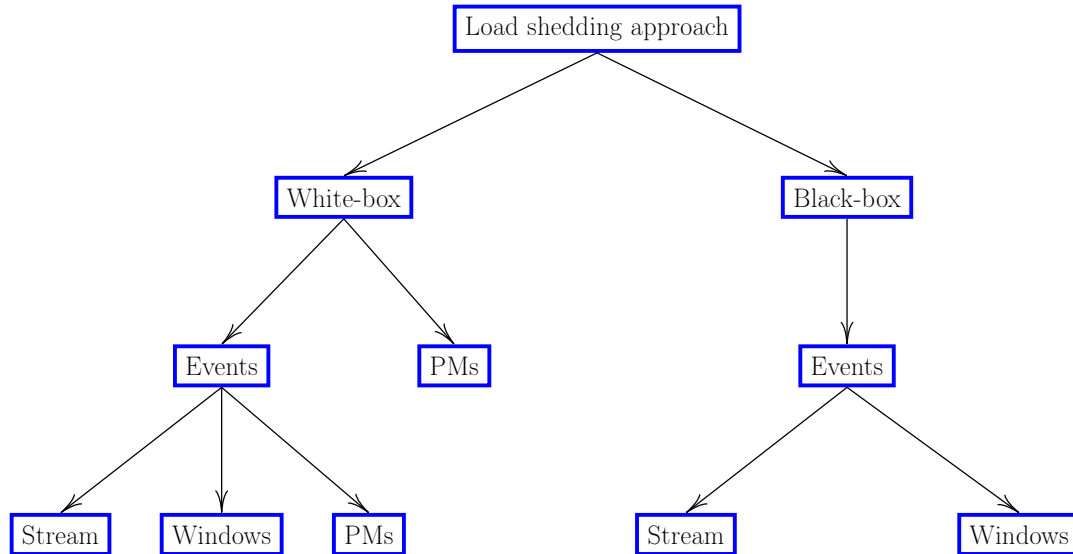 Load shedding approach
White-box
Black-box
Events
PMs
Events
Stream
Windows
PMs
Stream
Windows